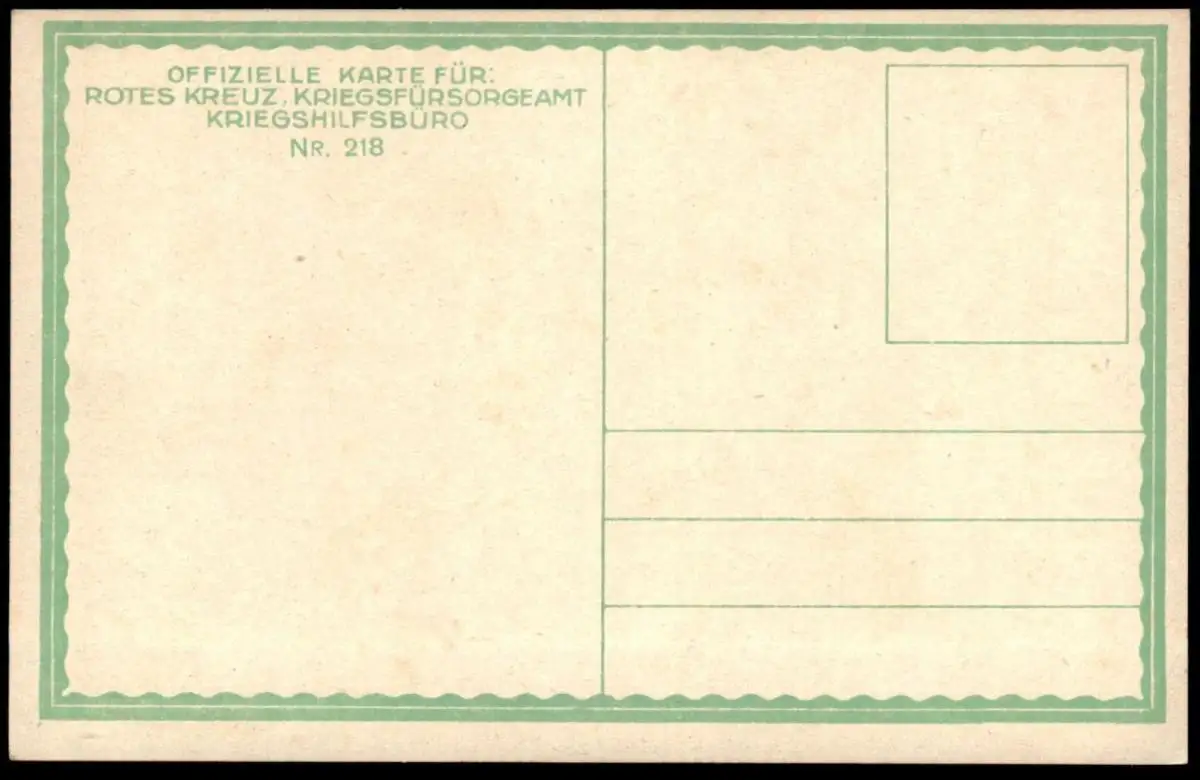 OFFIZIELLE KARTE FÜR:
ROTES KREUZ, KRIEGSFÜRSORGEAMT
KRIEGSHILFSBÜRO
NR. 218